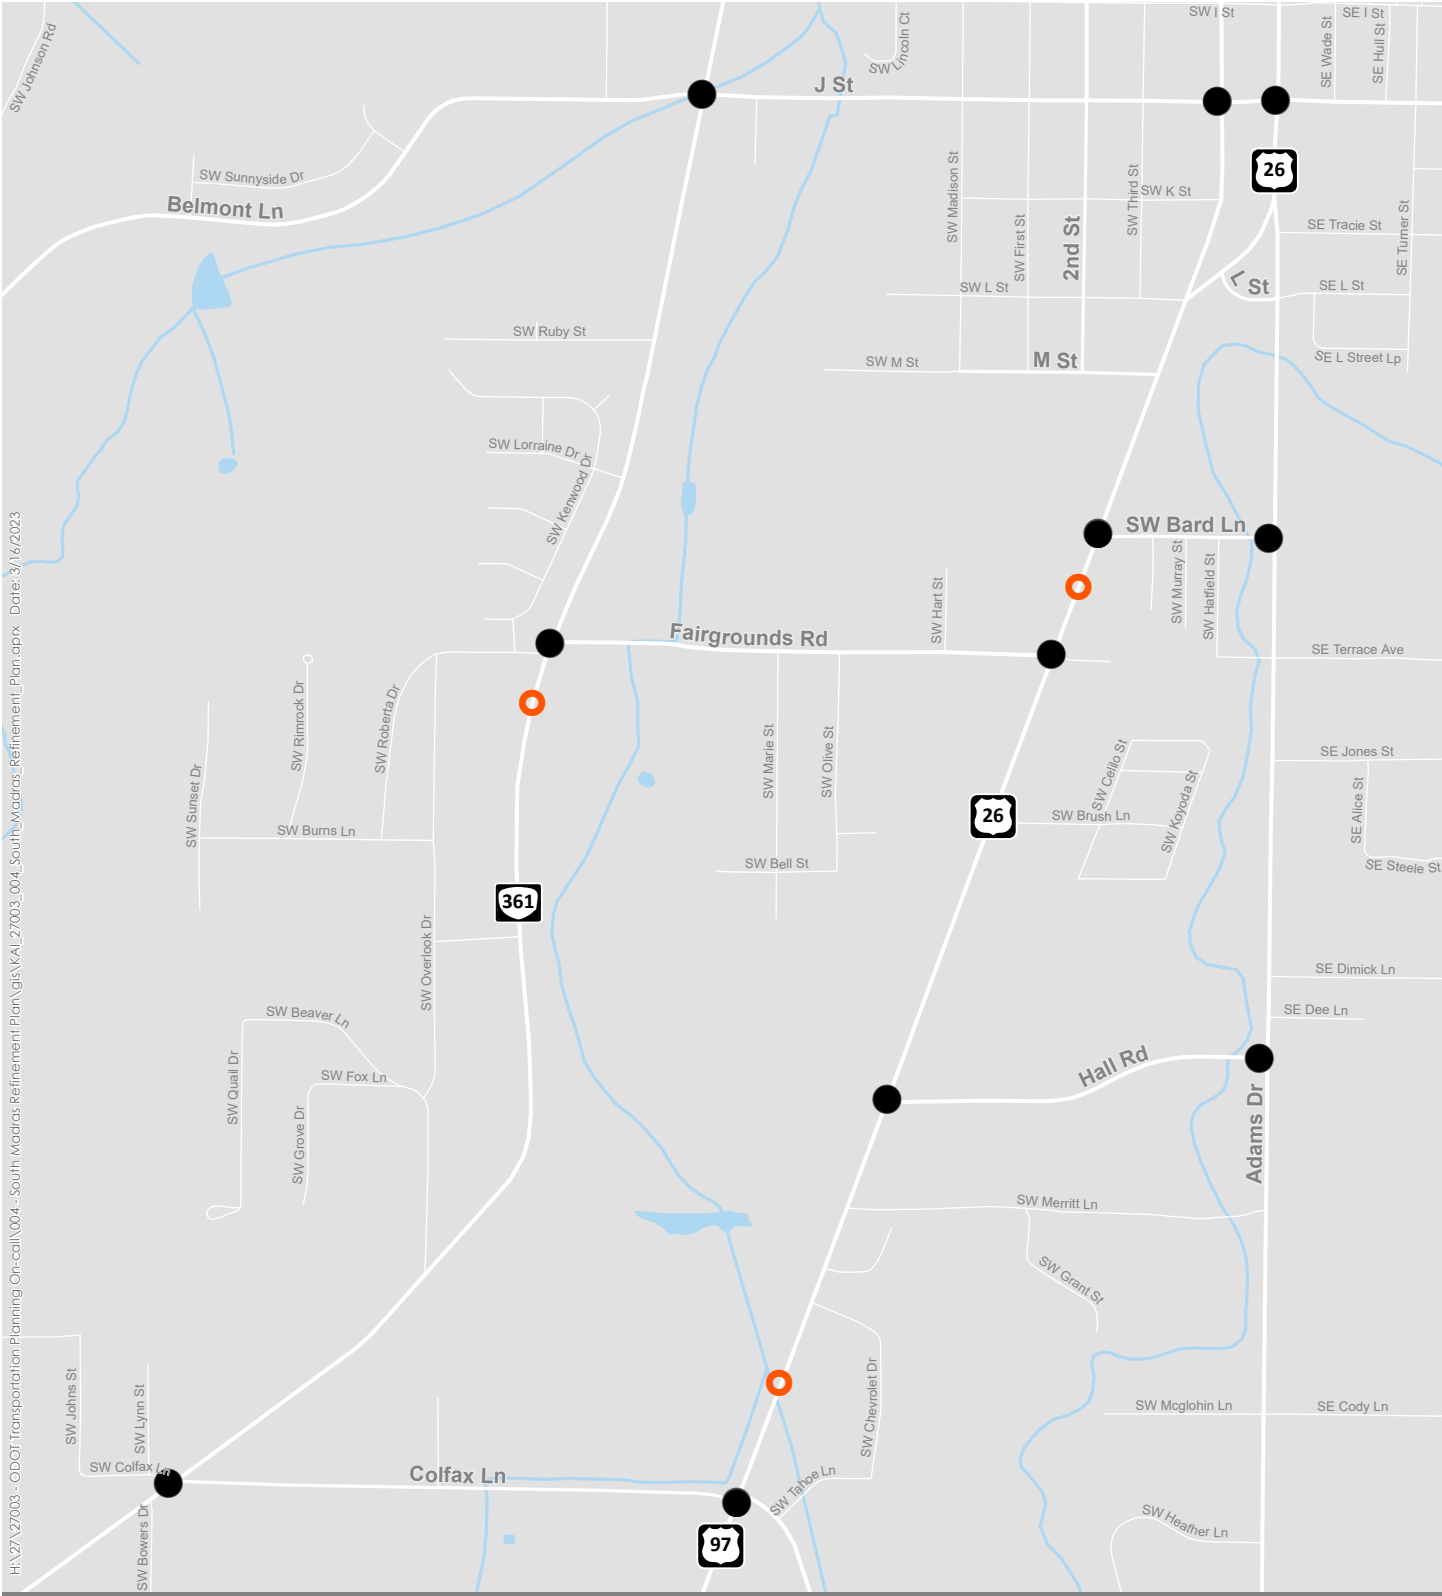 SW I St
SE I St
SW Johnson Rd
SW Lincoln Ct
SE Wade St
SE Hull St
J St
26
SW Sunnyside Dr
Belmont Ln
SW Madison St
SW Third St
SW K St
SW First St
2nd St
SE Tracie St
SE Turner St
SW L St
L St
SE L St
SW Ruby St
SW M St
M St
SE L Street Lp
SW Lorraine Dr
SW Kenwood Dr
SW Bard Ln
SW Murray St
SW Hatfield St
SW Hart St
Fairgrounds Rd
SE Terrace Ave
SW Rimrock Dr
SW Roberta Dr
SW Sunset Dr
SW Burns Ln
SW Marie St
SW Olive St
SW Celilo St
SW Koyoda St
SE Jones St
26
SW Brush Ln
SE Alice St
SW Bell St
SE Steele St
361
SW Overlook Dr
SE Dimick Ln
SE Dee Ln
SW Beaver Ln
SW Quail Dr
SW Fox Ln
SW Grove Dr
Hall Rd
Adams Dr
SW Merritt Ln
SW Grant St
SW Johns St
SW Lynn St
SW Chevrolet Dr
SW Mcglohin Ln
SE Cody Ln
SW Colfax Ln
Colfax Ln
SW Tahoe Ln
SW Bowers Dr
97
SW Heather Ln
H:\27\27003 - ODOT Transportation Planning On-call\004 - South Madras Refinement Plan\gis\KAI_27003_004_South_Madras_Refinement_Plan.aprx Date: 3/16/2023